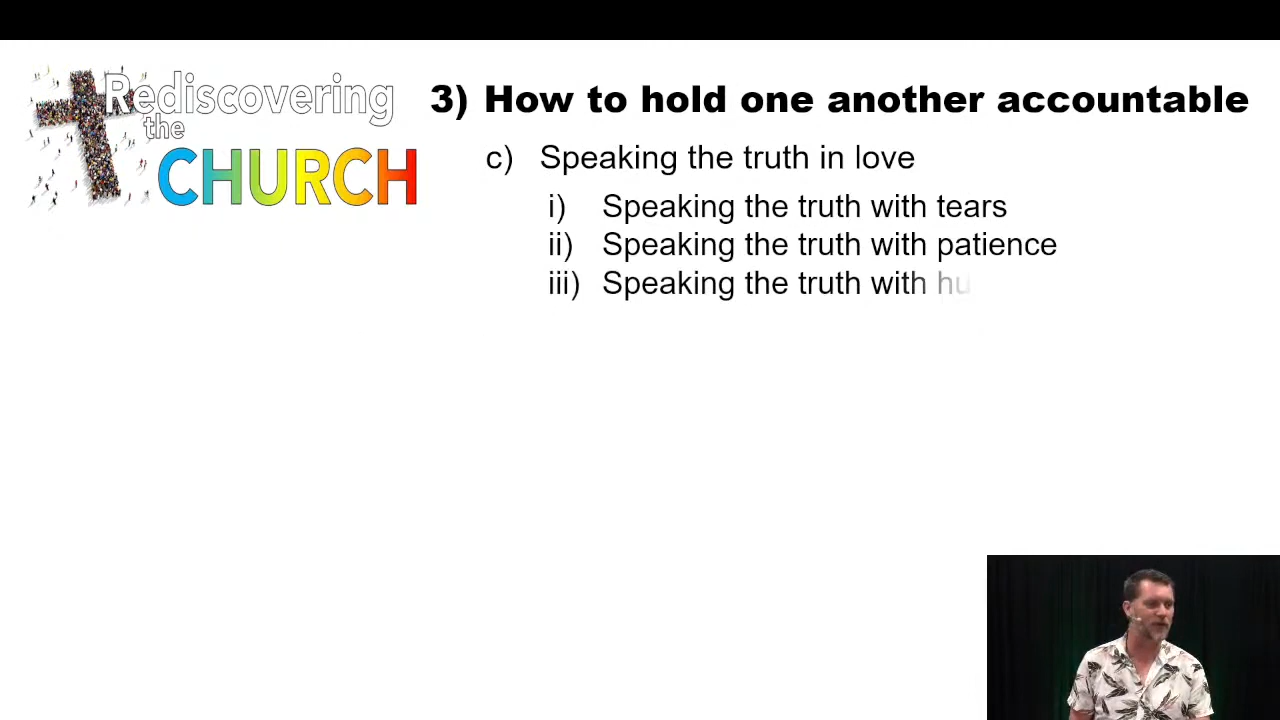 Rediscovering
the
CHURCH
3) How to hold one another accountable
c) Speaking the truth in love
i) Speaking the truth with tears
ii) Speaking the truth with patience
iii) Speaking the truth with